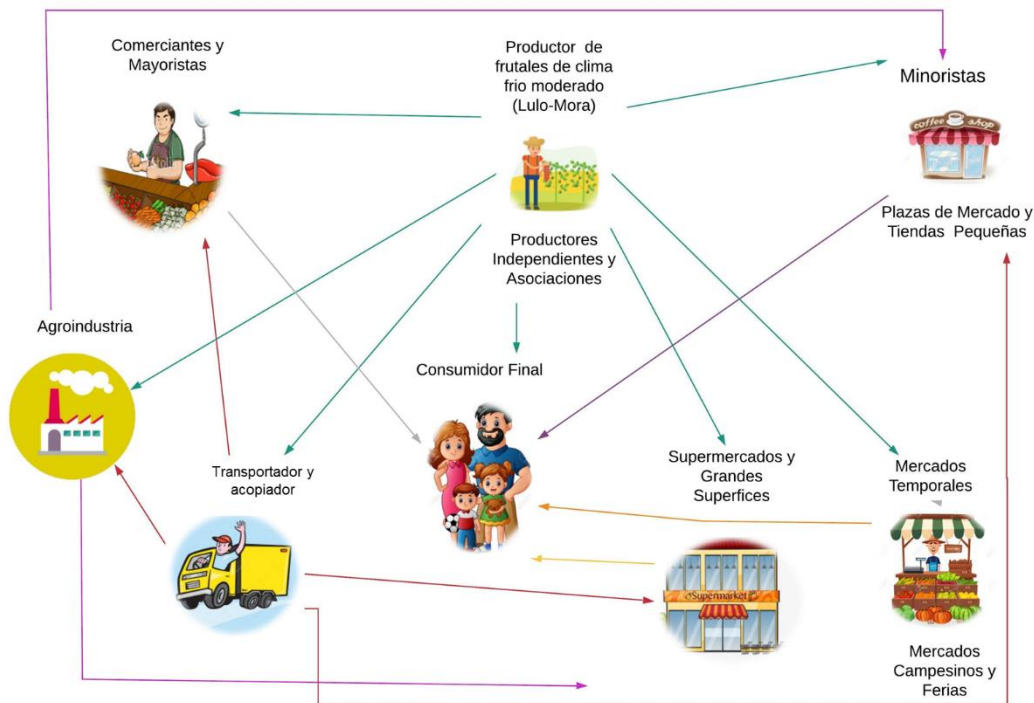 Comerciantes y
Mayoristas
Productor de
frutales de clima
frio moderado
(Lulo-Mora)
Minoristas
coffee shop
Plazas de Mercado y
Tiendas Pequeñas
Productores
Independientes y
Asociaciones
Agroindustria
Consumidor Final
Transportador y
acopiador
Supermercados y
Grandes
Superfices
Mercados
Temporales
Supermarket
Mercados
Campesinos y
Ferias